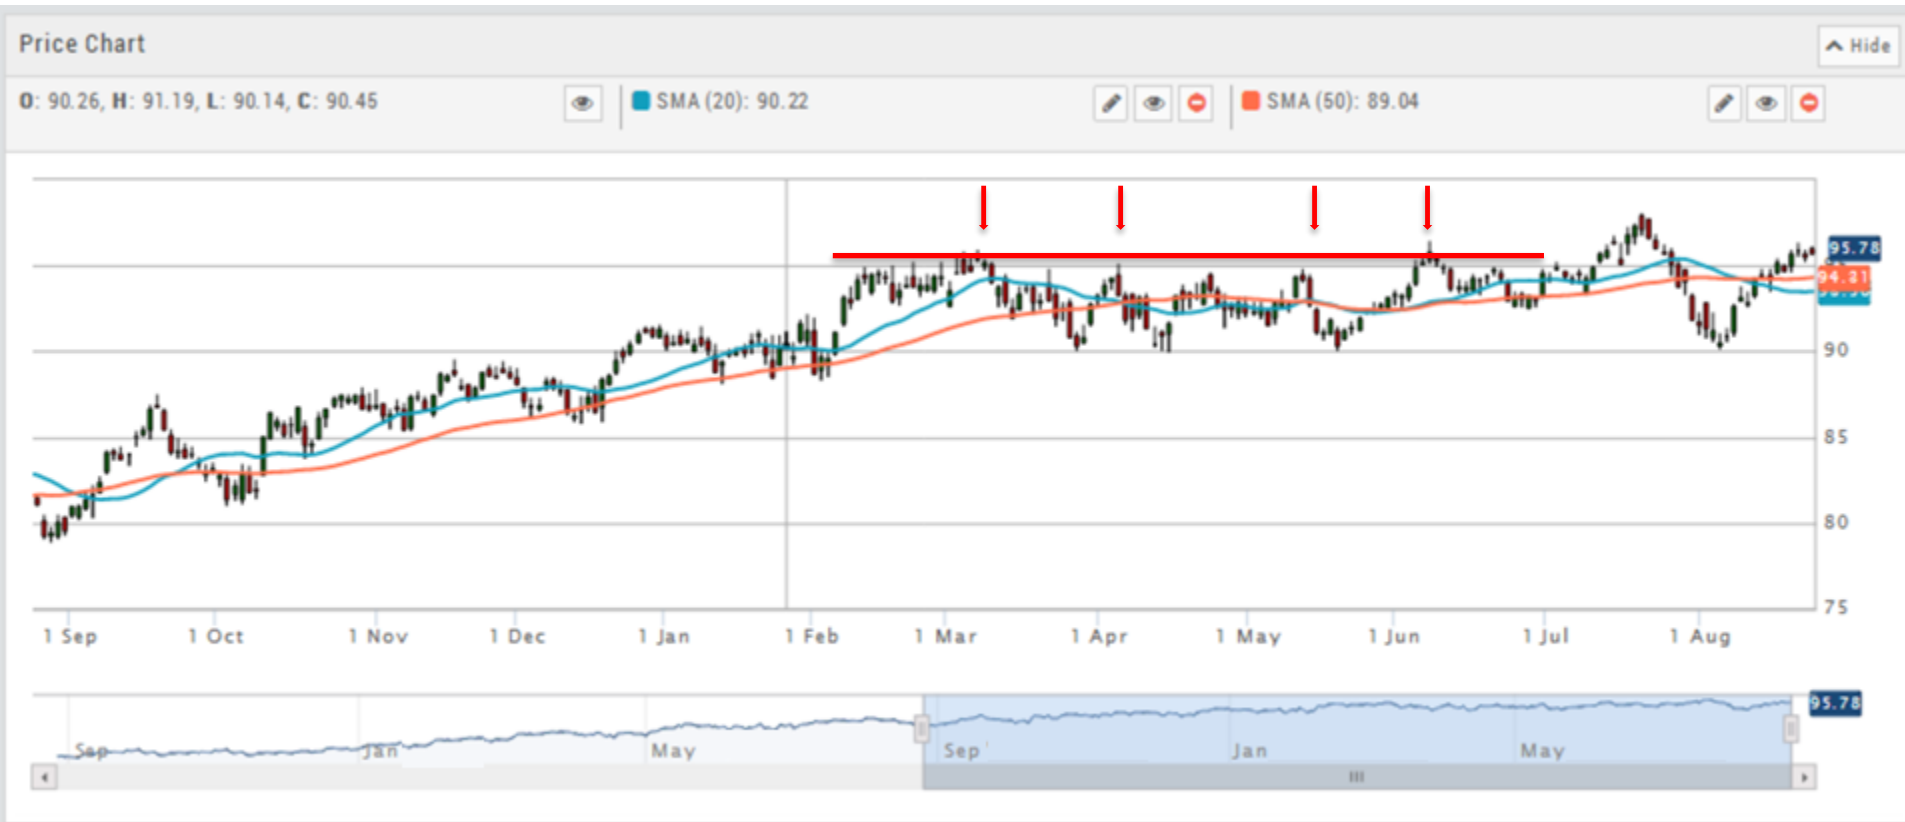 Price Chart
Hide
O: 90.26, H: 91.19, L: 90.14, C: 90.45
SMA (20): 90.22
SMA (50): 89.04
95.78
94.21
90
85
80
75
1 Sep 1 Oct 1 Nov 1 Dec 1 Jan 1 Feb 1 Mar 1 Apr 1 May 1 Jun 1 Jul 1 Aug
95.78
Sep Jan May Sep Jan May